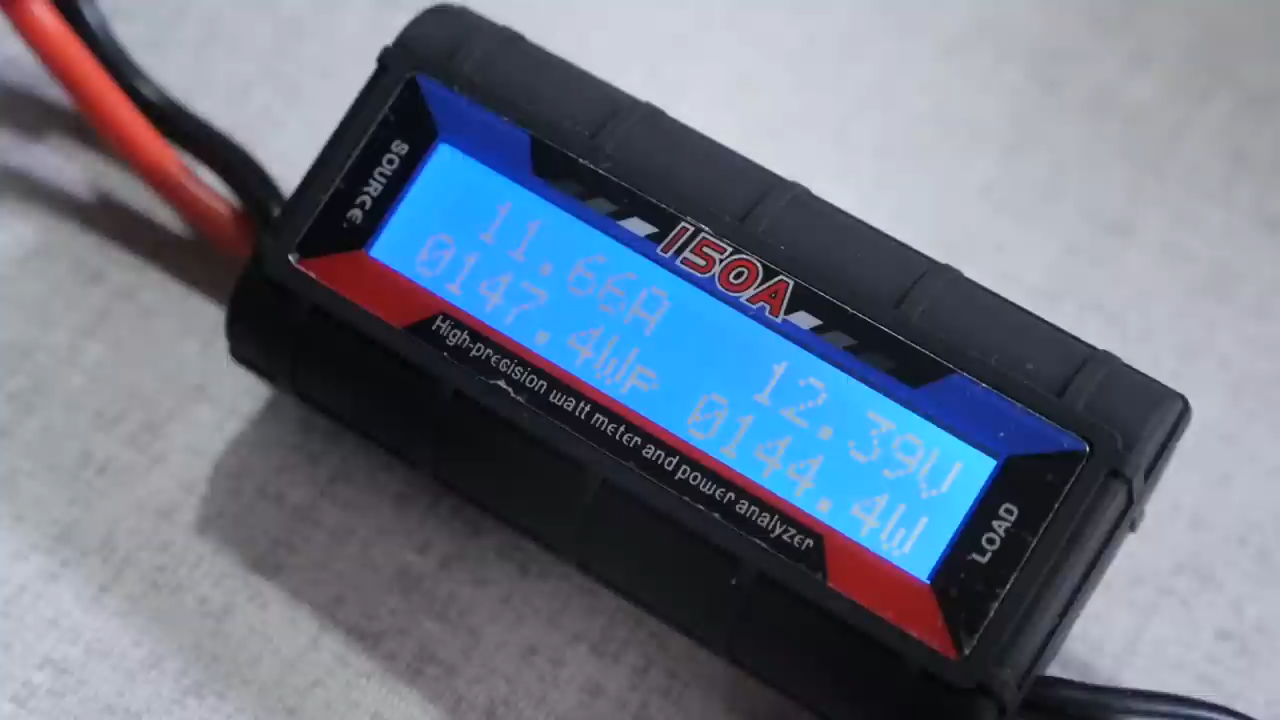 150A
SOURCE
11.66A 12.39V
0147.4WP 0144.4W
LOAD
High-precision watt meter and power analyzer